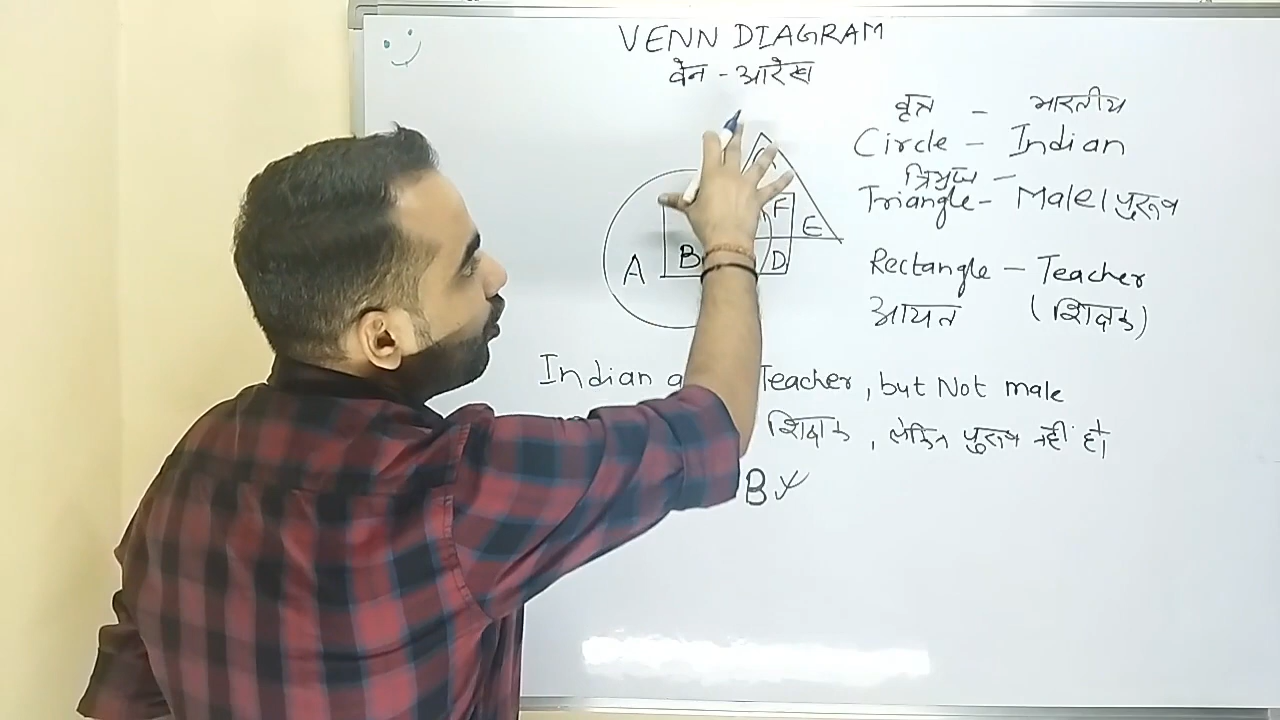 VENN DIAGRAM
वेन - आरेख
वृत्त - भारतीय
Circle - Indian
त्रिभुज -
Triangle - Male / पुरुष
F
E
A B D
Rectangle - Teacher
आयत (शिक्षक)
Indian Teacher, but Not male
शिक्षक, लेकिन पुरुष नहीं हो
B